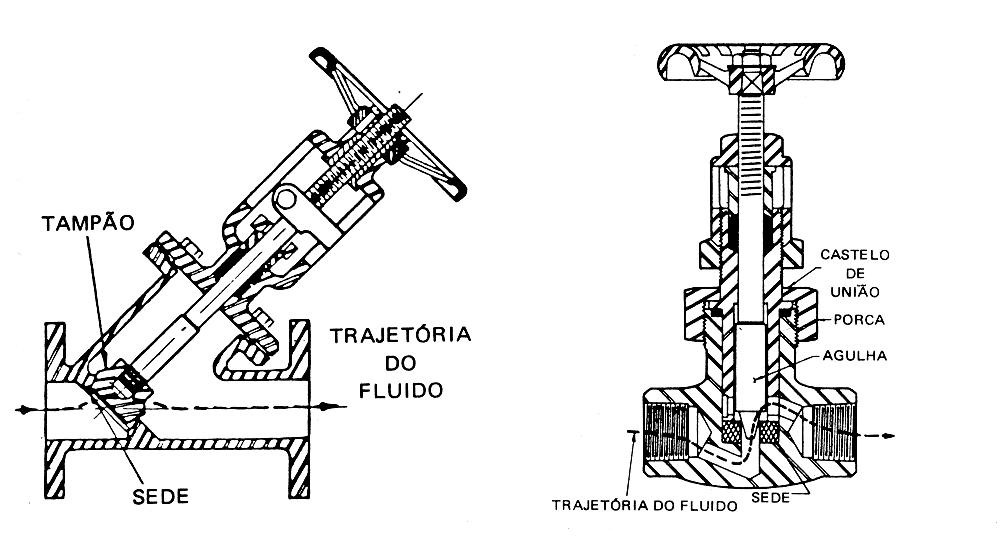 TAMPÃO
TRAJETÓRIA
DO
FLUIDO
SEDE
CASTELO
DE
UNIÃO
PORCA
AGULHA
SEDE
TRAJETÓRIA DO FLUIDO